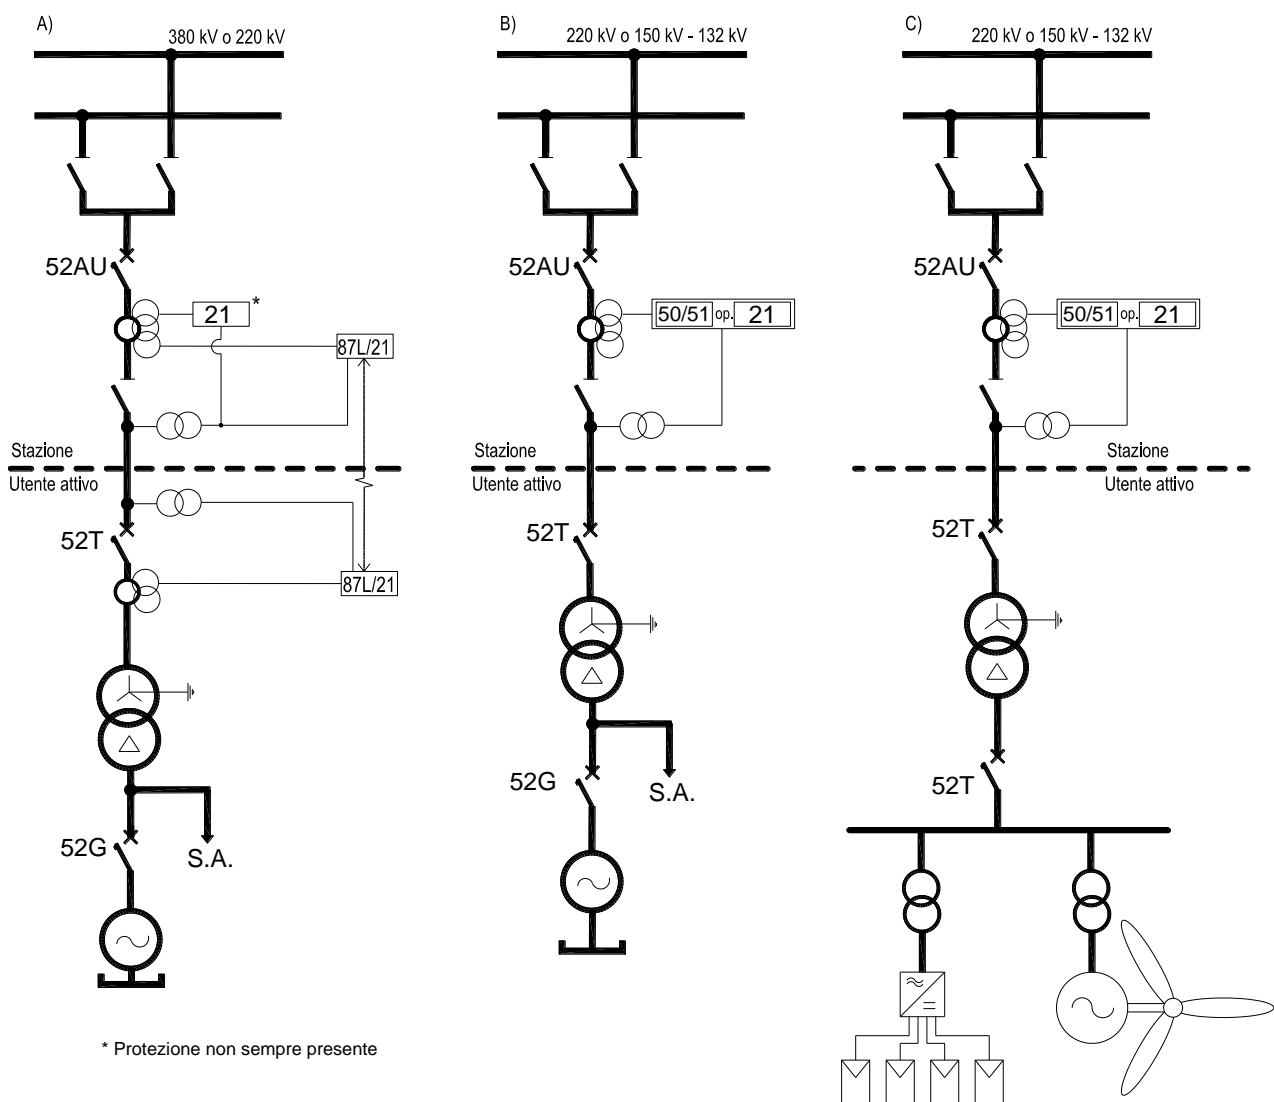 A)
380 kV o 220 kV
52AU
21
*
87L/21
Stazione
Utente attivo
52T
87L/21
52G
S.A.
* Protezione non sempre presente
B)
220 kV o 150 kV - 132 kV
52AU
50/51 op. 21
Stazione
Utente attivo
52T
52G
S.A.
C)
220 kV o 150 kV - 132 kV
52AU
50/51 op. 21
Stazione
Utente attivo
52T
52T